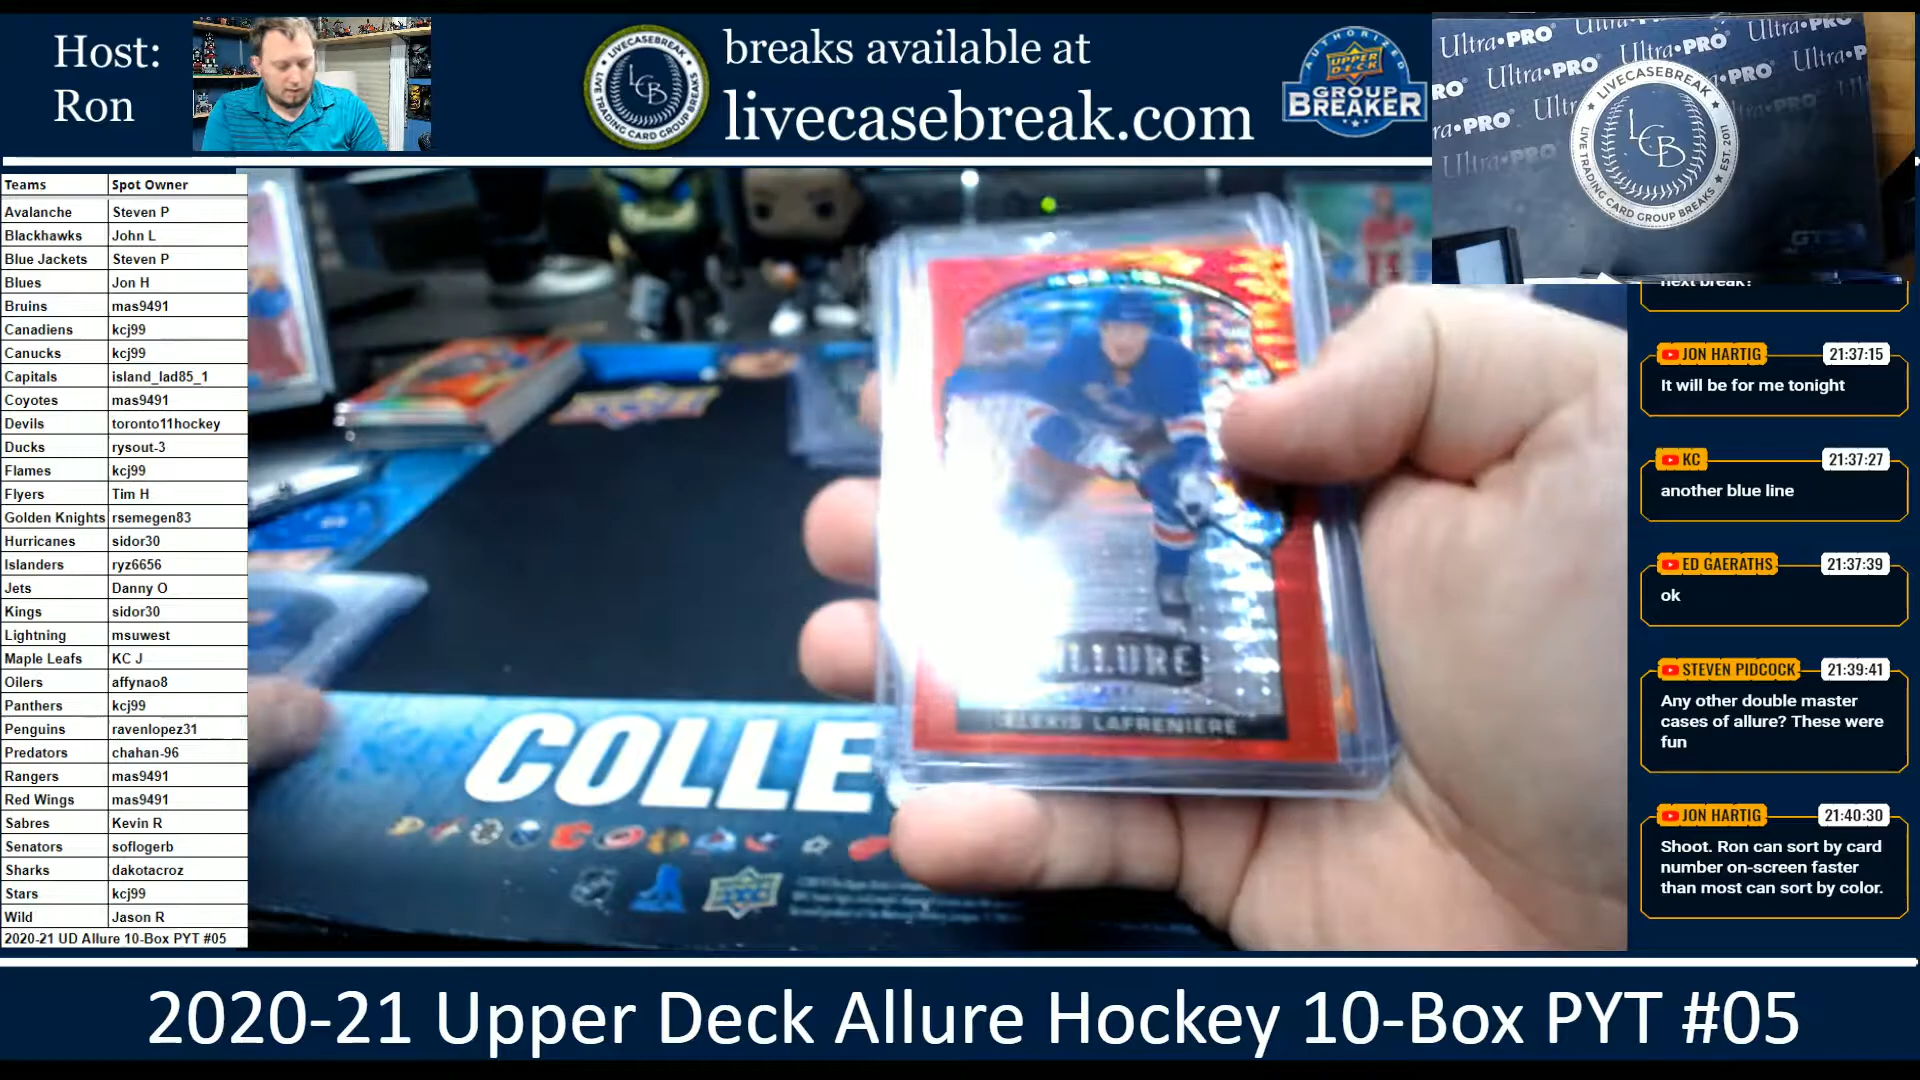 Host:
Ron
LIVECASEBREAK
LCB
LIVE TRADING CARD GROUP BREAKS
breaks available at
livecasebreak.com
AUTHORIZED
UPPER DECK
GROUP
BREAKER
Ultra•PRO
Ultra•PRO
Ultra•PRO
Ultra•PRO
LIVECASEBREAK
LCB
LIVE TRADING CARD GROUP BREAKS
EST. 2011
Teams Spot Owner
Avalanche Steven P
Blackhawks John L
Blue Jackets Steven P
Blues Jon H
Bruins mas9491
Canadiens kcj99
Canucks kcj99
Capitals island_lad85_1
Coyotes mas9491
Devils toronto11hockey
Ducks rysout-3
Flames kcj99
Flyers Tim H
Golden Knights rsemegen83
Hurricanes sidor30
Islanders ryz6656
Jets Danny O
Kings sidor30
Lightning msuwest
Maple Leafs KC J
Oilers affynao8
Panthers kcj99
Penguins ravenlopez31
Predators chahan-96
Rangers mas9491
Red Wings mas9491
Sabres Kevin R
Senators soflogerb
Sharks dakotacroz
Stars kcj99
Wild Jason R
2020-21 UD Allure 10-Box PYT #05
ALLURE
ALEXIS LAFRENIERE
COLLE
next break?
JON HARTIG 21:37:15
It will be for me tonight
KC 21:37:27
another blue line
ED GAERATHS 21:37:39
ok
STEVEN PIDCOCK 21:39:41
Any other double master
cases of allure? These were
fun
JON HARTIG 21:40:30
Shoot. Ron can sort by card
number on-screen faster
than most can sort by color.
2020-21 Upper Deck Allure Hockey 10-Box PYT #05